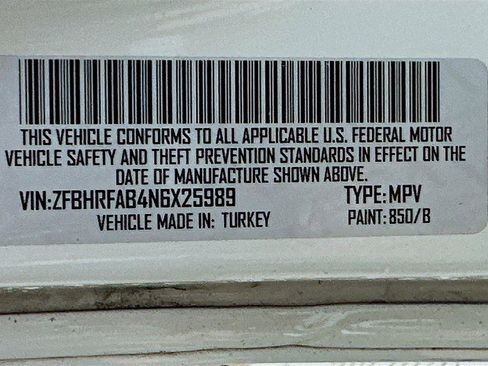 THIS VEHICLE CONFORMS TO ALL APPLICABLE U.S. FEDERAL MOTOR
VEHICLE SAFETY AND THEFT PREVENTION STANDARDS IN EFFECT ON THE
DATE OF MANUFACTURE SHOWN ABOVE.
VIN:ZFBHRFAB4N6X25989 TYPE:MPV
VEHICLE MADE IN: TURKEY PAINT: 850/B